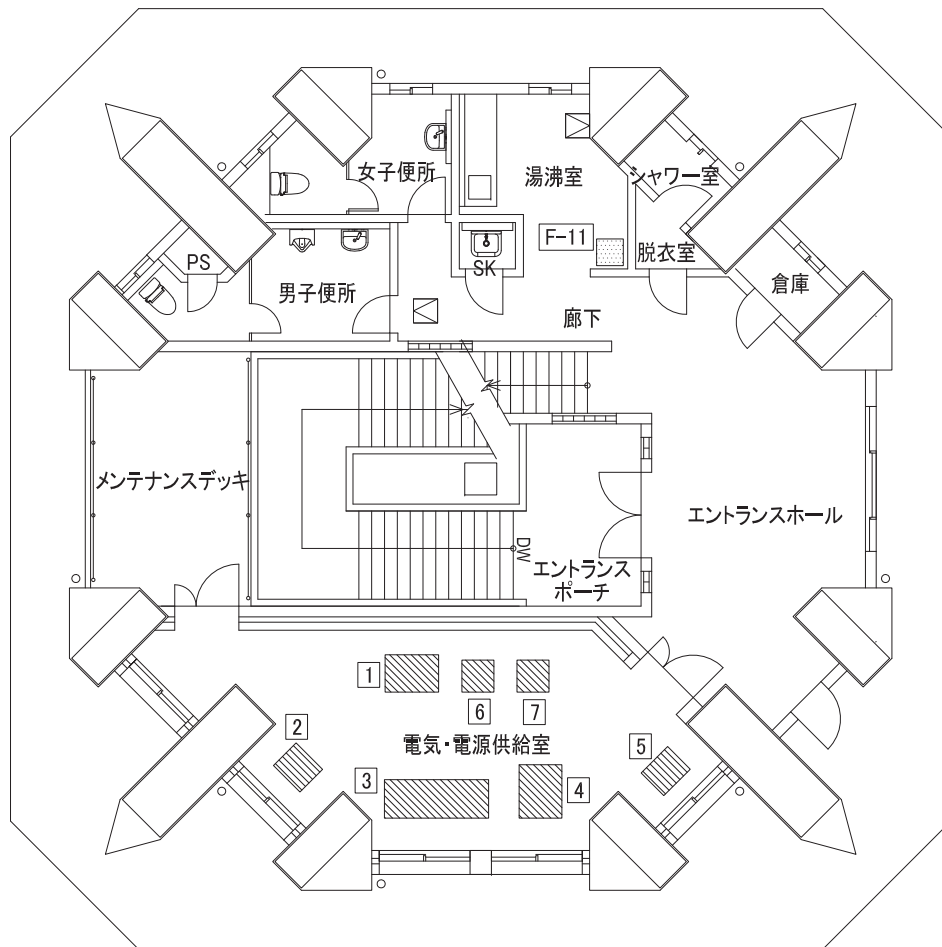 女子便所
湯沸室
シャワー室
F-11
SK
脱衣室
PS
倉庫
男子便所
廊下
メンテナンスデッキ
エントランスホール
DW
エントランス
ポーチ
1
6
7
2
電気・電源供給室
5
3
4